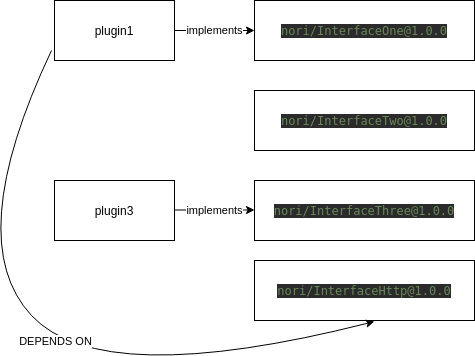 plugin1
implements
nori/InterfaceOne@1.0.0
nori/InterfaceTwo@1.0.0
plugin3
implements
nori/InterfaceThree@1.0.0
nori/InterfaceHttp@1.0.0
DEPENDS ON